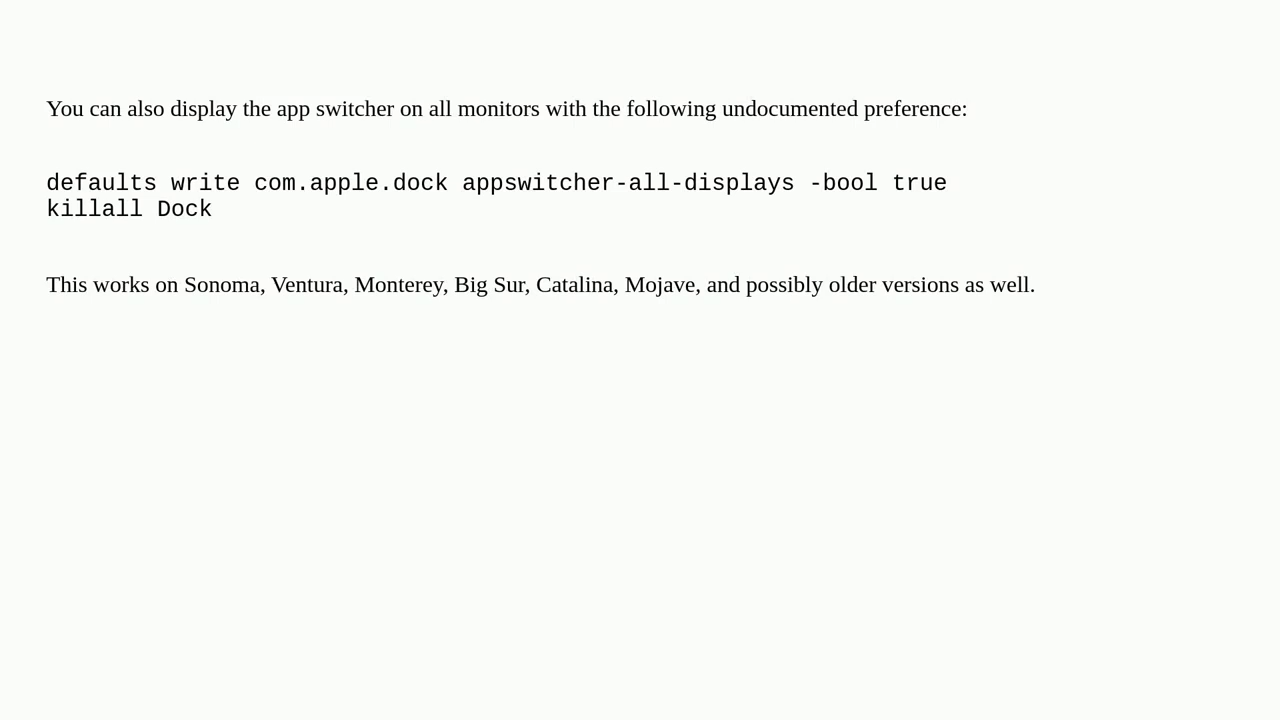 You can also display the app switcher on all monitors with the following undocumented preference:
defaults write com.apple.dock appswitcher-all-displays -bool true
killall Dock
This works on Sonoma, Ventura, Monterey, Big Sur, Catalina, Mojave, and possibly older versions as well.